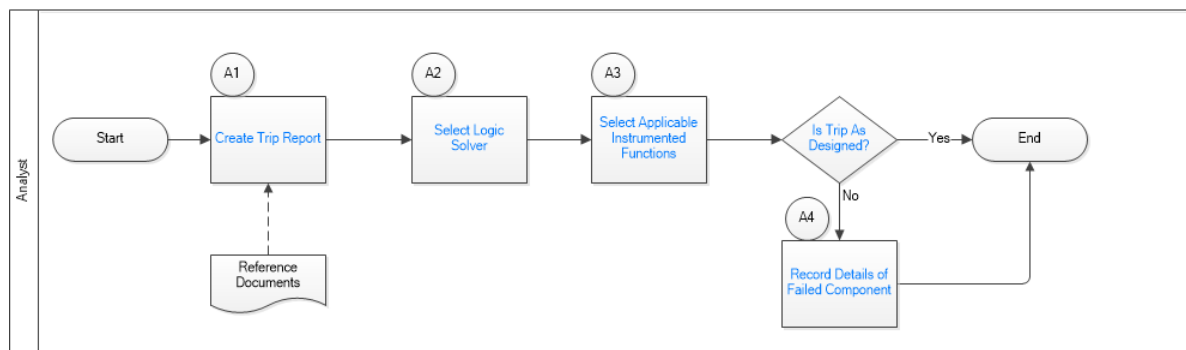 Analyst
Start
A1
Create Trip Report
Reference
Documents
A2
Select Logic
Solver
A3
Select Applicable
Instrumented
Functions
Is Trip As
Designed?
Yes
End
No
A4
Record Details of
Failed Component